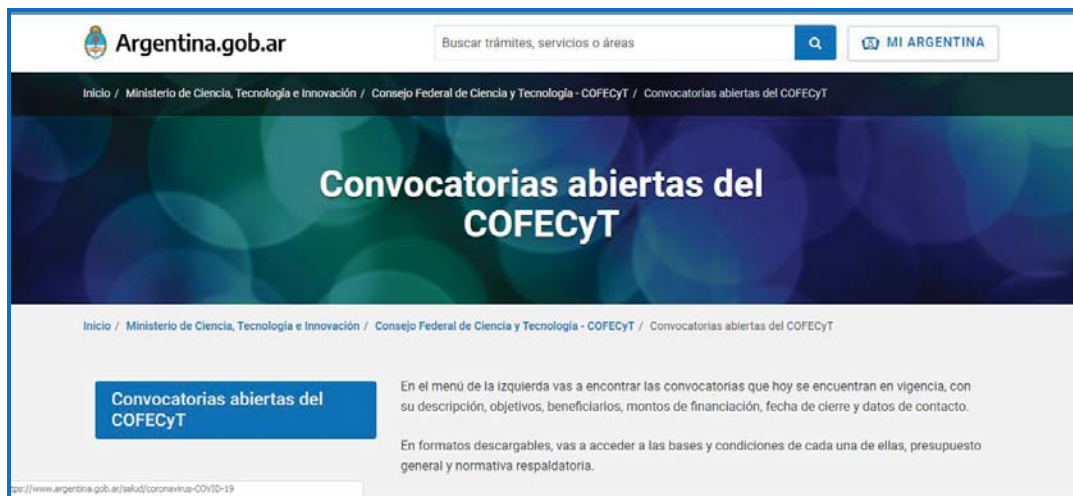 Argentina.gob.ar
Buscar trámites, servicios o áreas
MI ARGENTINA
Inicio / Ministerio de Ciencia, Tecnología e Innovación / Consejo Federal de Ciencia y Tecnología - COFECyT / Convocatorias abiertas del COFECyT
Convocatorias abiertas del
COFECyT
Inicio / Ministerio de Ciencia, Tecnología e Innovación / Consejo Federal de Ciencia y Tecnología - COFECyT / Convocatorias abiertas del COFECyT
Convocatorias abiertas del
COFECyT
En el menú de la izquierda vas a encontrar las convocatorias que hoy se encuentran en vigencia, con
su descripción, objetivos, beneficiarios, montos de financiación, fecha de cierre y datos de contacto.
En formatos descargables, vas a acceder a las bases y condiciones de cada una de ellas, presupuesto
general y normativa respaldatoria.
tps://www.argentina.gob.ar/salud/coronavirus-COVID-19